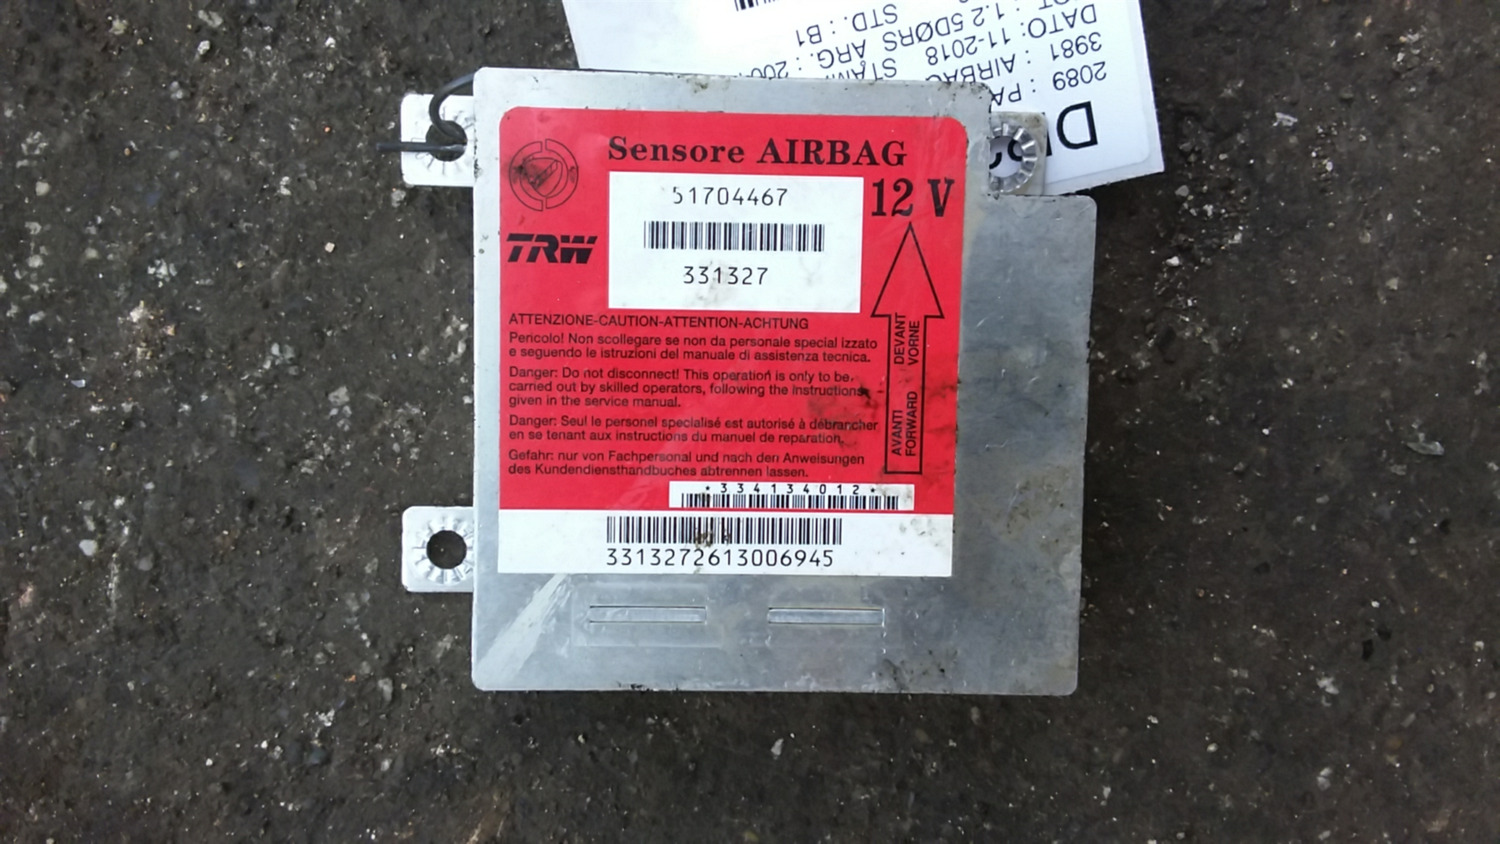 Sensore AIRBAG
12 V
51704467
331327
TRW
ATTENZIONE-CAUTION-ATTENTION-ACHTUNG
Pericolo! Non scollegare se non da personale special izzato
e seguendo le istruzioni del manuale di assistenza tecnica.
Danger: Do not disconnect! This operation is only to be
carried out by skilled operators, following the instructions
given in the service manual.
Danger: Seul le personel specialisé est autorisé à débrancher
en se tenant aux instructions du manuel de reparation.
Gefahr: nur von Fachpersonal und nach den Anweisungen
des Kundendiensthandbuches abtrennen lassen.
AVANTI DEVANT
FORWARD VORNE
*334134012*
3313272613006945
2089
3981 : AIRBAG
DATO: 11-2018
: 1.2 5DØRS ARG. : 200
STD. : B1